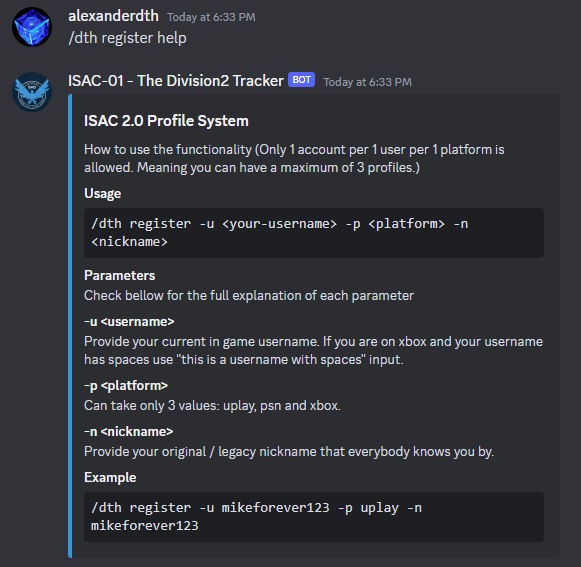 alexanderdth Today at 6:33 PM
/dth register help
ISAC-01 - The Division2 Tracker BOT Today at 6:33 PM
ISAC 2.0 Profile System
How to use the functionality (Only 1 account per 1 user per 1 platform is
allowed. Meaning you can have a maximum of 3 profiles.)
Usage
/dth register -u <your-username> -p <platform> -n
<nickname>
Parameters
Check bellow for the full explanation of each parameter
-u <username>
Provide your current in game username. If you are on xbox and your username
has spaces use "this is a username with spaces" input.
-p <platform>
Can take only 3 values: uplay, psn and xbox.
-n <nickname>
Provide your original / legacy nickname that everybody knows you by.
Example
/dth register -u mikeforever123 -p uplay -n
mikeforever123